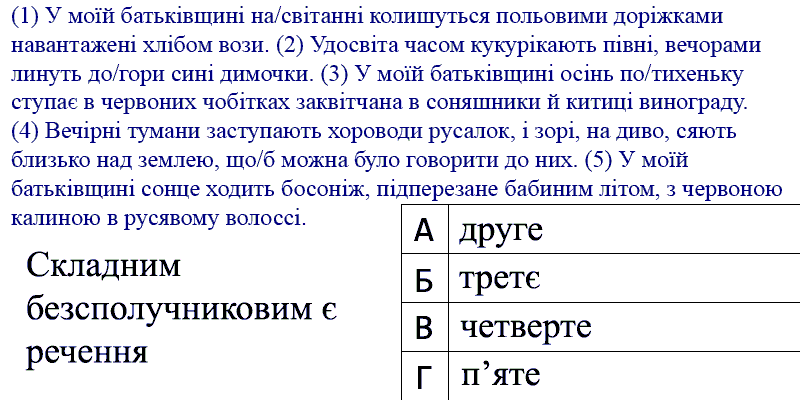 (1) У моїй батьківщині на/світанні колишуться польовими доріжками
навантажені хлібом вози. (2) Удосвіта часом кукурікають півні, вечорами
линуть до/гори сині димочки. (3) У моїй батьківщині осінь по/тихеньку
ступає в червоних чобітках заквітчана в соняшники й китиці винограду.
(4) Вечірні тумани заступають хороводи русалок, і зорі, на диво, сяють
близько над землею, що/б можна було говорити до них. (5) У моїй
батьківщині сонце ходить босоніж, підперезане бабиним літом, з червоною
калиною в русявому волоссі.
Складним
безсполучниковим є
речення
А друге
Б третє
В четверте
Г п’яте